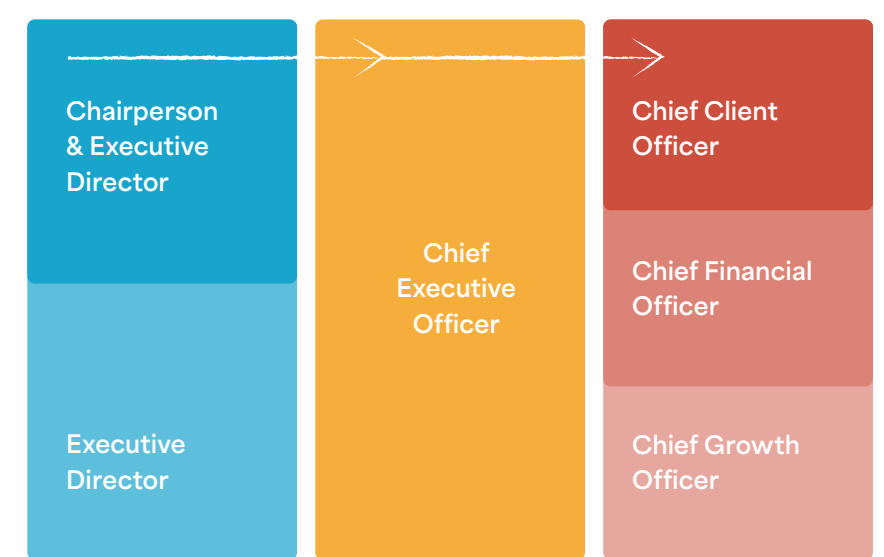 Chairperson
& Executive
Director
Executive
Director
Chief
Executive
Officer
Chief Client
Officer
Chief Financial
Officer
Chief Growth
Officer